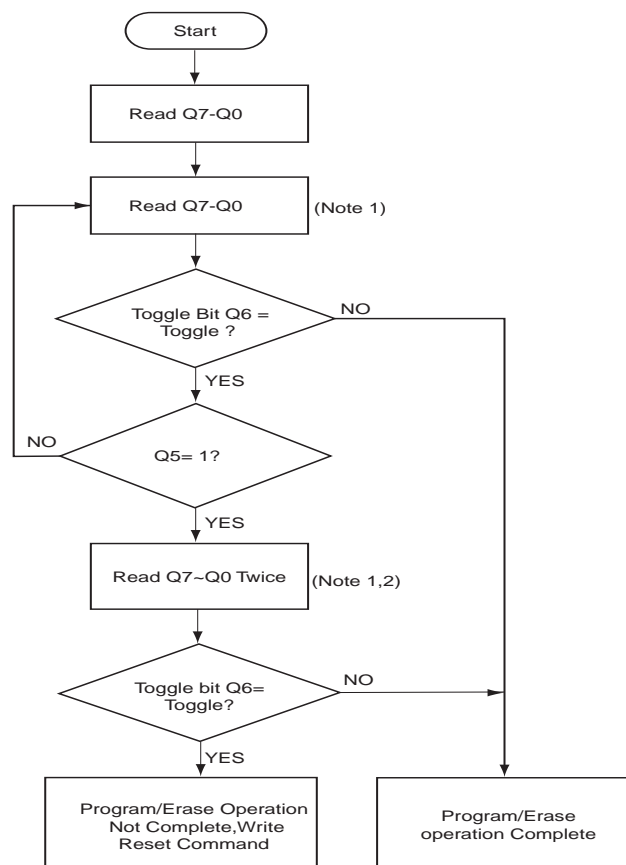 Start
Read Q7-Q0
Read Q7-Q0
(Note 1)
Toggle Bit Q6 =
Toggle ?
NO
YES
NO
Q5= 1?
YES
Read Q7~Q0 Twice
(Note 1,2)
Toggle bit Q6=
Toggle?
NO
YES
Program/Erase Operation
Not Complete,Write
Reset Command
Program/Erase
operation Complete